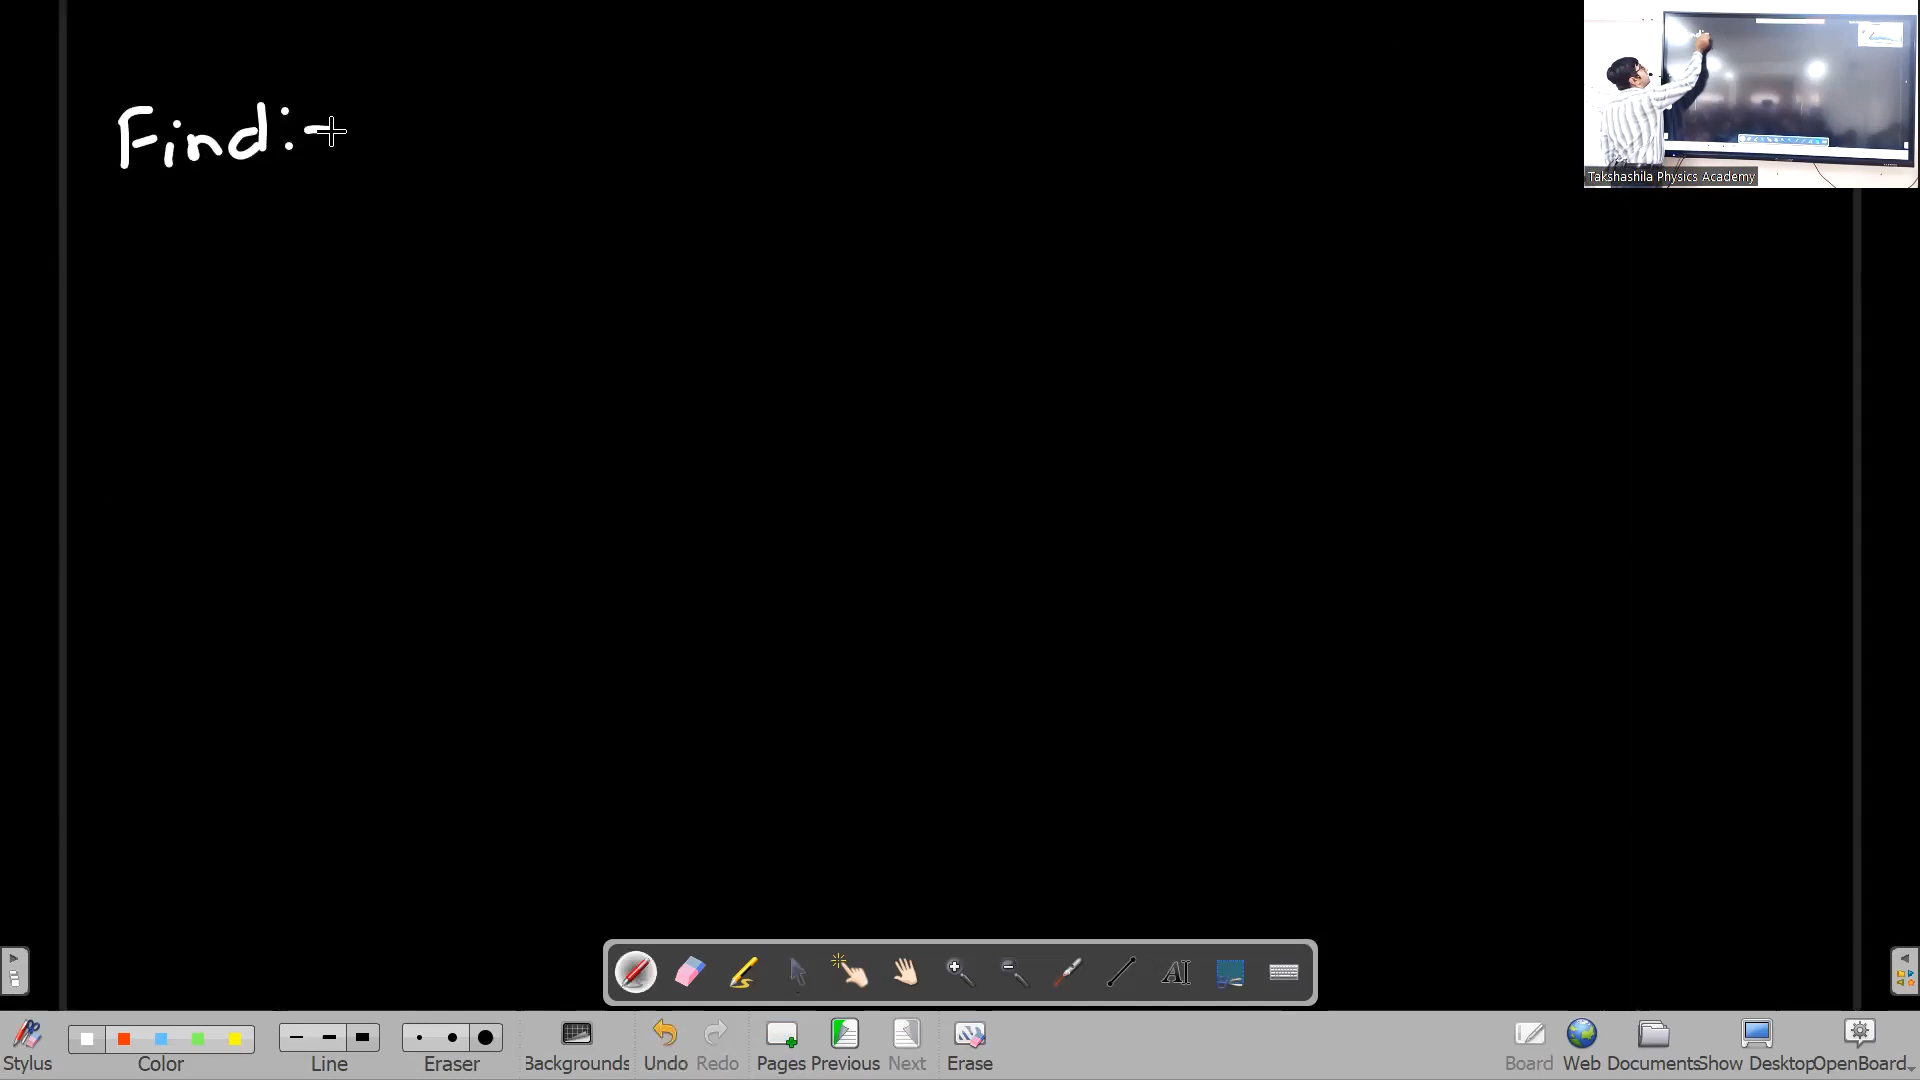 Find:-
Takshashila Physics Academy
Stylus
Color
Line
Eraser
Backgrounds
Undo
Redo
Pages
Previous
Next
Erase
Board
Web
Documents
Show Desktop
OpenBoard
AI